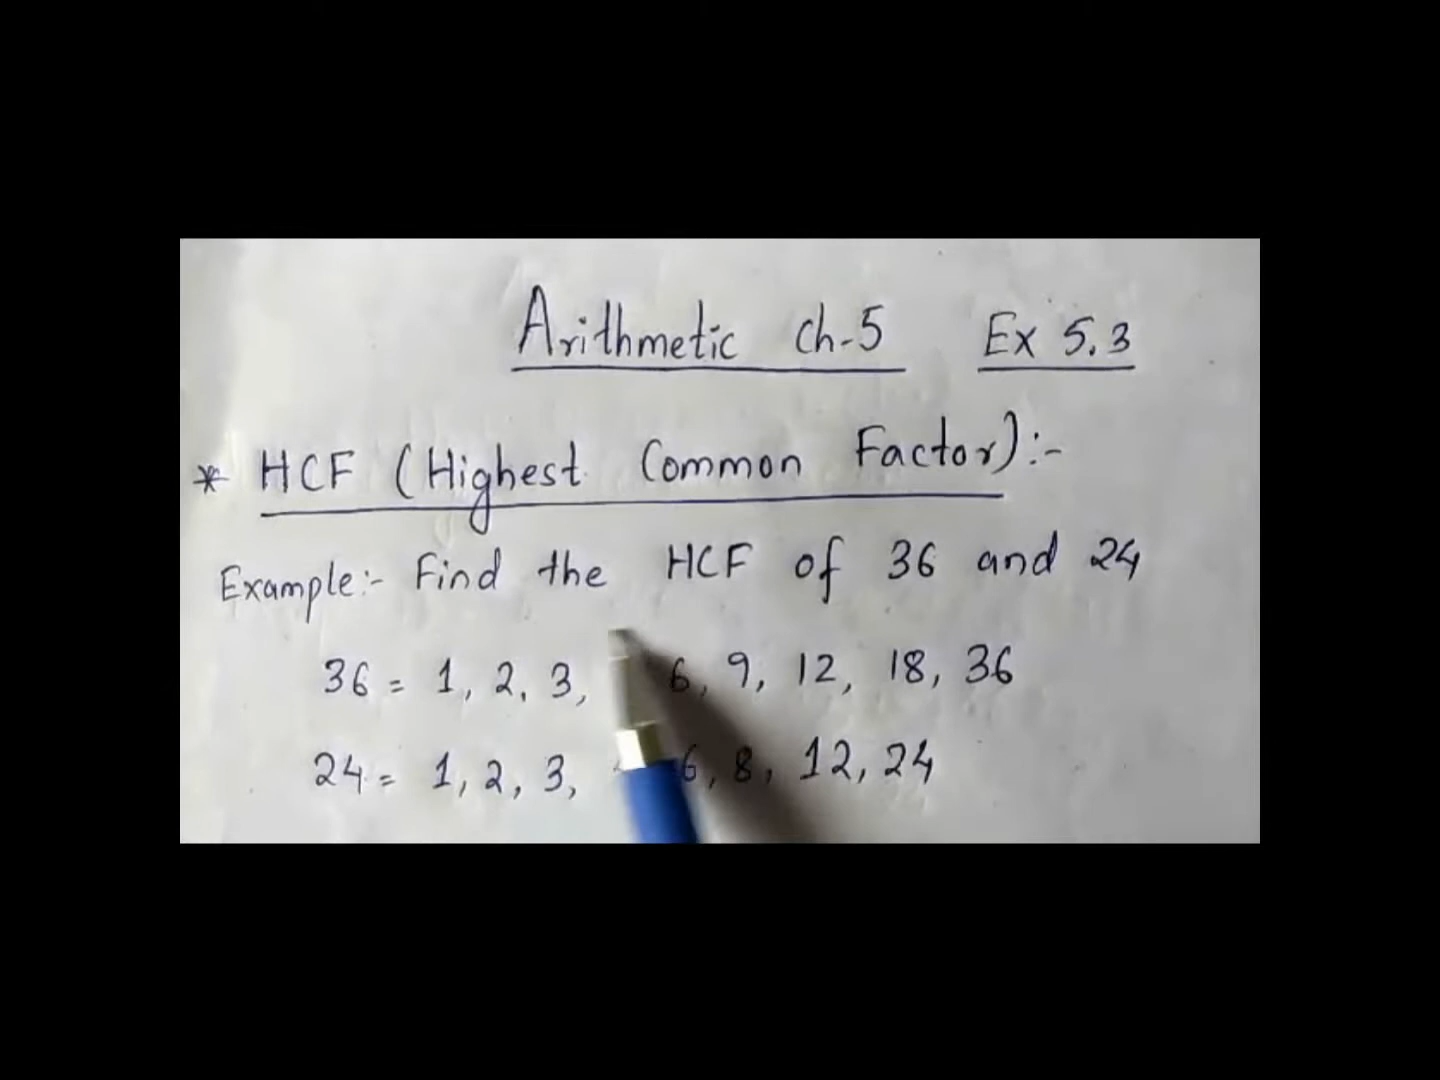 Arithmetic Ch-5 Ex 5.3
* HCF (Highest Common Factor):-
Example:- Find the HCF of 36 and 24
36 = 1, 2, 3, 6, 9, 12, 18, 36
24 = 1, 2, 3, 6, 8, 12, 24